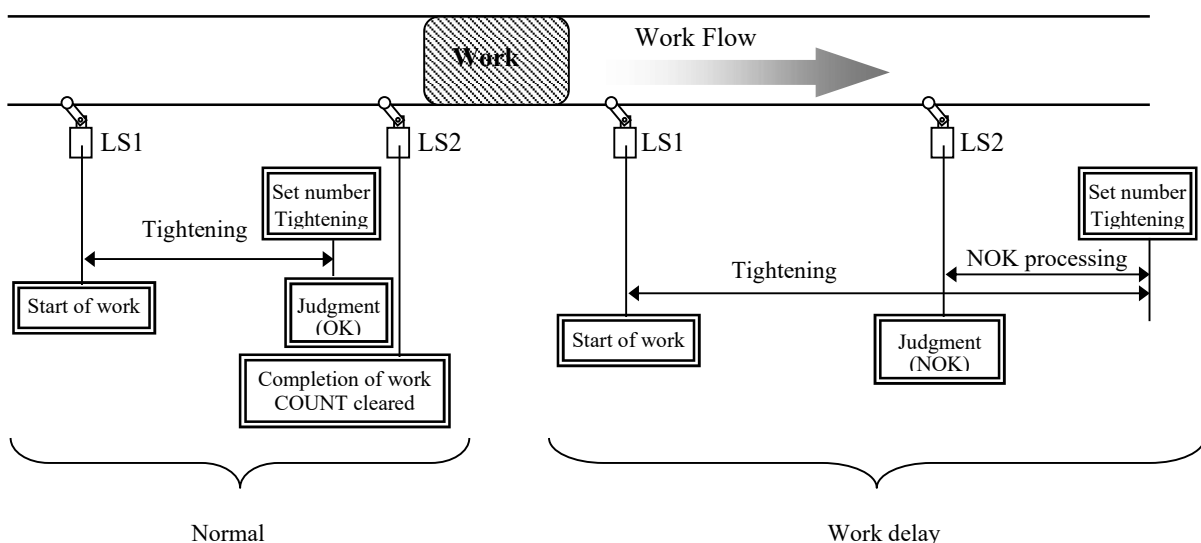 Work
Work Flow
LS1
LS2
LS1
LS2
Set number
Tightening
Tightening
Start of work
Judgment
(OK)
Completion of work
COUNT cleared
Set number
Tightening
NOK processing
Tightening
Start of work
Judgment
(NOK)
Normal
Work delay